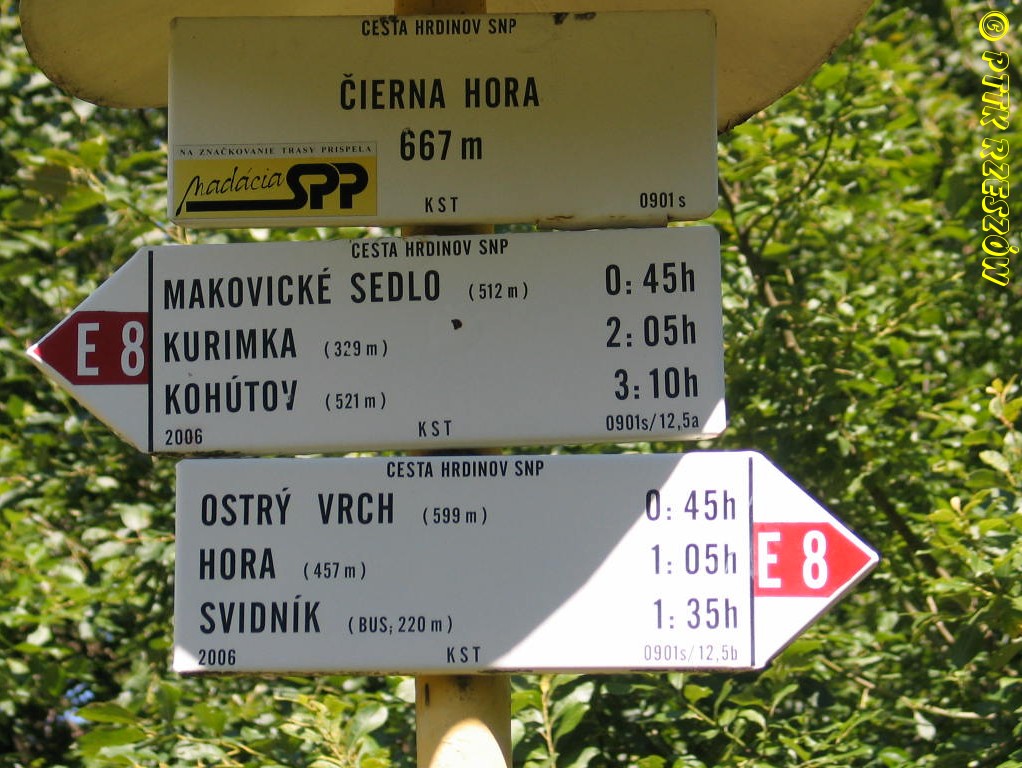 CESTA HRDINOV SNP
ČIERNA HORA
667 m
NA ZNAČKOVANIE TRASY PRISPELA
Nadácia SPP
KST 0901 s
CESTA HRDINOV SNP
MAKOVICKÉ SEDLO (512 m) 0: 45h
E 8
KURIMKA (329 m) 2: 05h
KOHÚTOV (521 m) 3: 10h
2006 KST 0901s/12,5a
CESTA HRDINOV SNP
OSTRÝ VRCH (599 m) 0: 45h
HORA (457 m) 1: 05h
E 8
SVIDNÍK (BUS; 220 m) 1: 35h
2006 KST 0901s/12,5b
© PTTK RZESZÓW